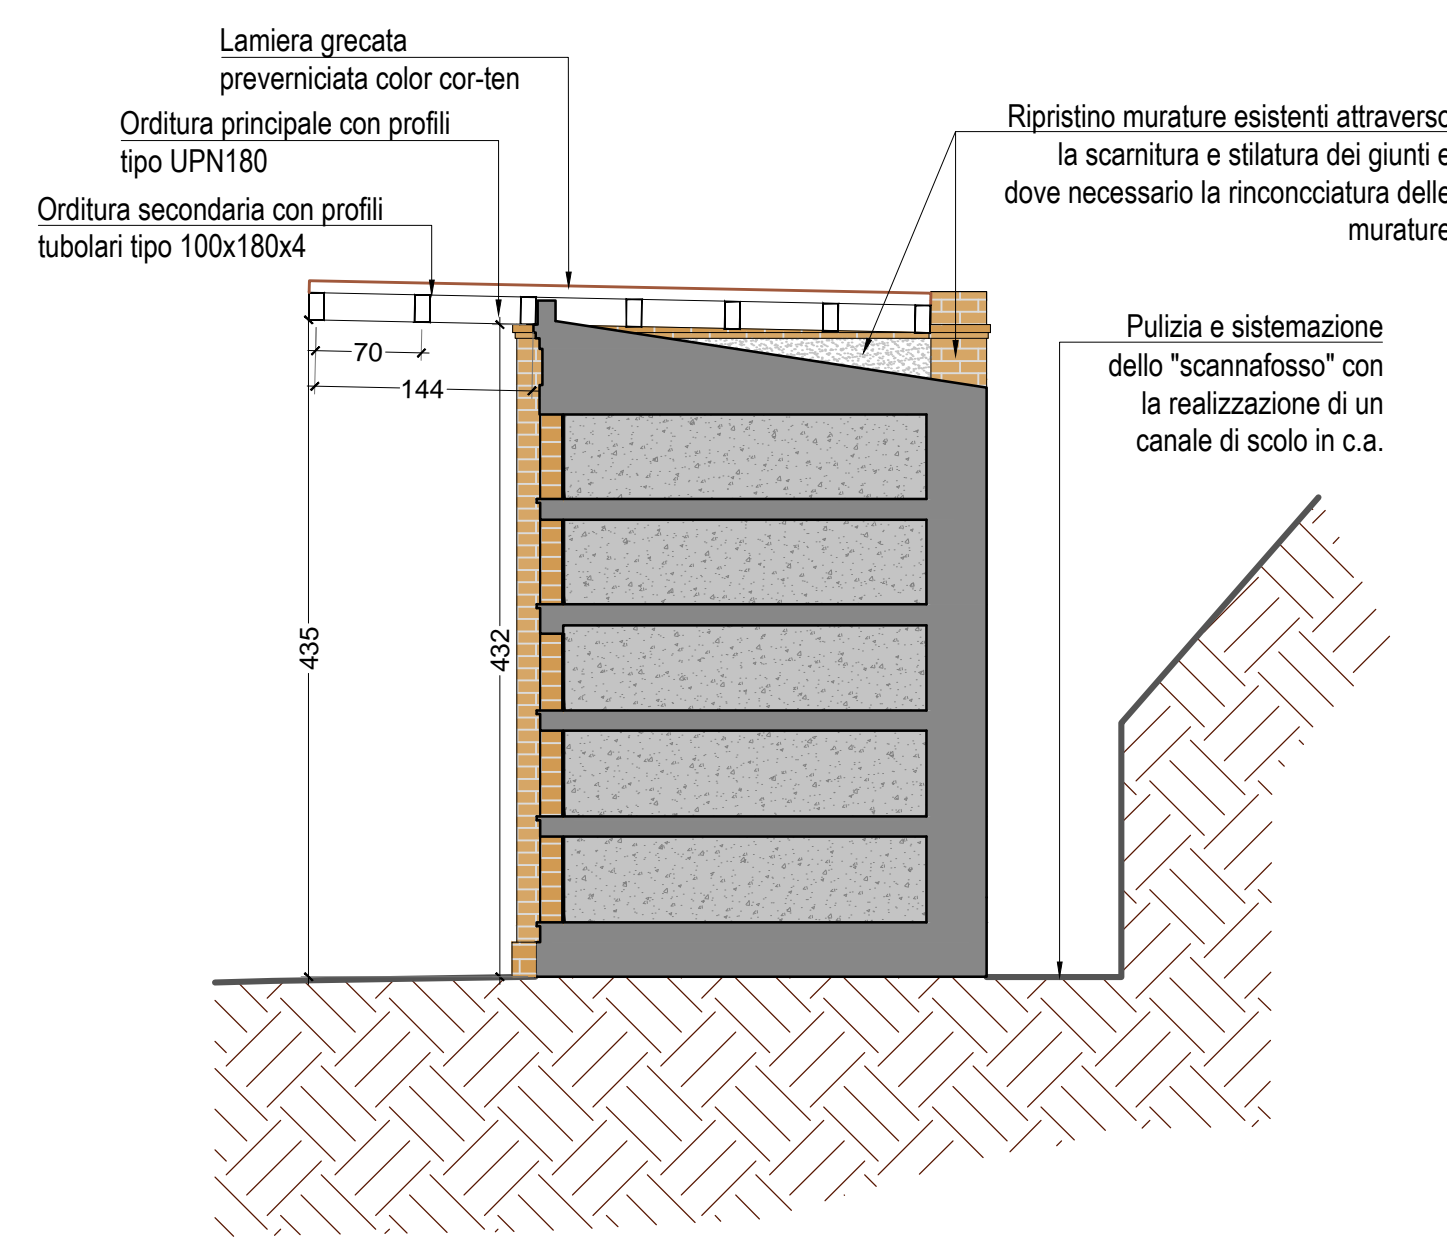 Lamiera grecata
preverniciata color cor-ten
Orditura principale con profili
tipo UPN180
Orditura secondaria con profili
tubolari tipo 100x180x4
Ripristino murature esistenti attraverso
la scarnitura e stilatura dei giunti e
dove necessario la rinconcciatura delle
murature
Pulizia e sistemazione
dello "scannafosso" con
la realizzazione di un
canale di scolo in c.a.
70
144
435
432